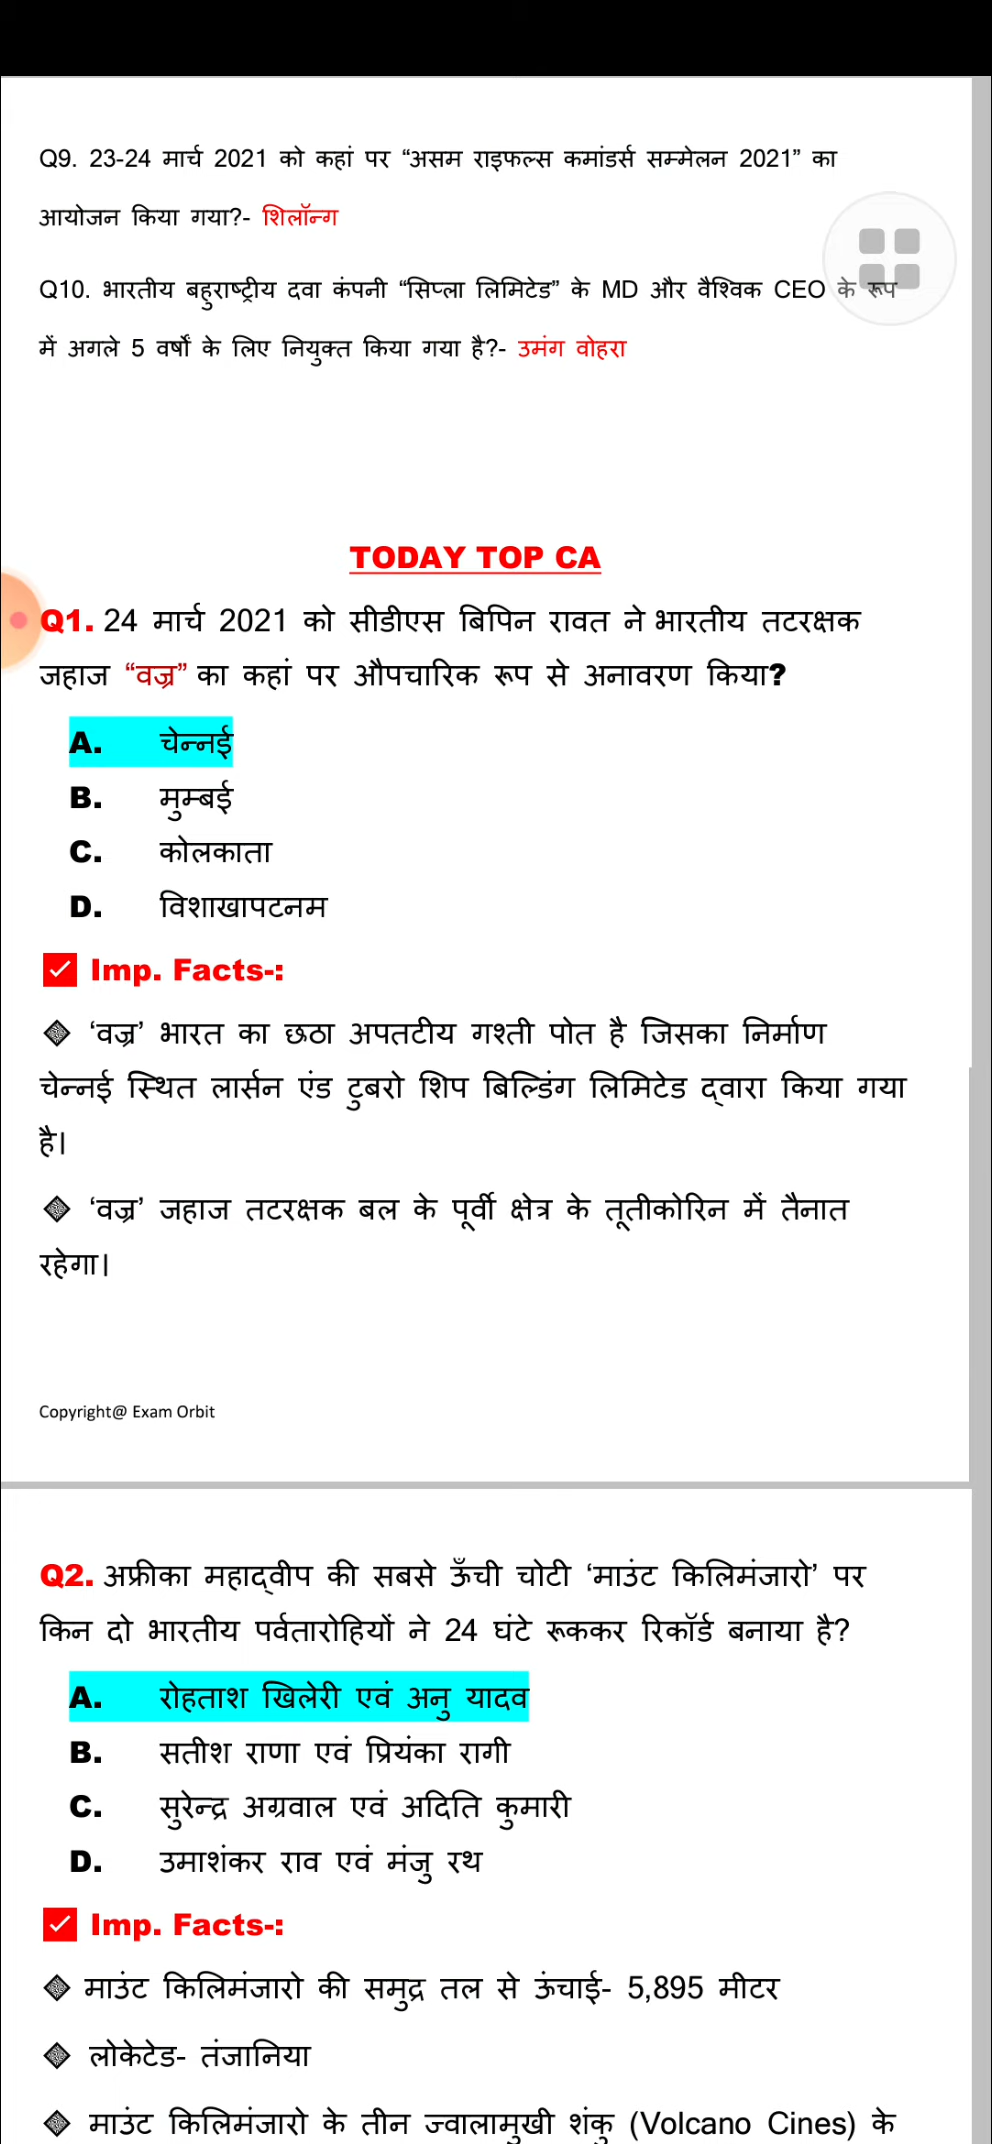 Q9. 23-24 मार्च 2021 को कहां पर “असम राइफल्स कमांडर्स सम्मेलन 2021” का
आयोजन किया गया?- शिलॉन्ग
Q10. भारतीय बहुराष्ट्रीय दवा कंपनी “सिप्ला लिमिटेड” के MD और वैश्विक CEO के रूप
में अगले 5 वर्षों के लिए नियुक्त किया गया है?- उमंग वोहरा
TODAY TOP CA
Q1. 24 मार्च 2021 को सीडीएस बिपिन रावत ने भारतीय तटरक्षक
जहाज “वज्र” का कहां पर औपचारिक रूप से अनावरण किया?
A. चेन्नई
B. मुम्बई
C. कोलकाता
D. विशाखापटनम
Imp. Facts-:
‘वज्र’ भारत का छठा अपतटीय गश्ती पोत है जिसका निर्माण
चेन्नई स्थित लार्सन एंड टुबरो शिप बिल्डिंग लिमिटेड द्वारा किया गया
है।
‘वज्र’ जहाज तटरक्षक बल के पूर्वी क्षेत्र के तूतीकोरिन में तैनात
रहेगा।
Copyright@ Exam Orbit
Q2. अफ्रीका महाद्वीप की सबसे ऊँची चोटी ‘माउंट किलिमंजारो’ पर
किन दो भारतीय पर्वतारोहियों ने 24 घंटे रूककर रिकॉर्ड बनाया है?
A. रोहताश खिलेरी एवं अनु यादव
B. सतीश राणा एवं प्रियंका रागी
C. सुरेन्द्र अग्रवाल एवं अदिति कुमारी
D. उमाशंकर राव एवं मंजु रथ
Imp. Facts-:
माउंट किलिमंजारो की समुद्र तल से ऊंचाई- 5,895 मीटर
लोकेटेड- तंजानिया
माउंट किलिमंजारो के तीन ज्वालामुखी शंकु (Volcano Cines) के